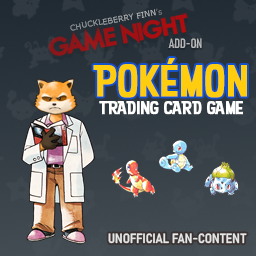 CHUCKLEBERRY FINN's
GAME NIGHT
ADD-ON
POKÉMON
TRADING CARD GAME
UNOFFICIAL FAN-CONTENT